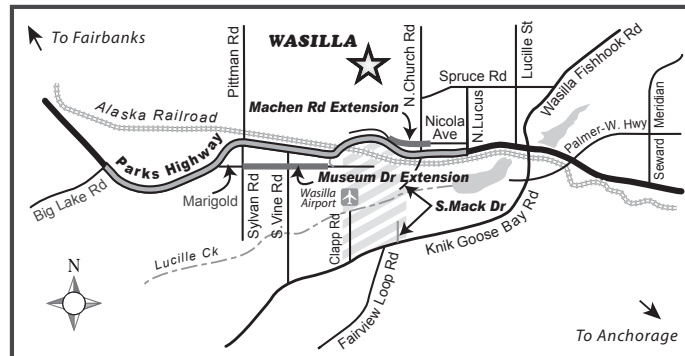 To Fairbanks
WASILLA
Pittman Rd
N.Church Rd
Lucille St
Wasilla Fishhook Rd
Spruce Rd
Machen Rd Extension
Nicola
Ave
N.Lucus
Alaska Railroad
Parks Highway
Palmer-W. Hwy
Seward Meridian
Big Lake Rd
Marigold
Sylvan Rd
S.Vine Rd
Museum Dr Extension
Wasilla
Airport
Clapp Rd
S.Mack Dr
Knik Goose Bay Rd
Lucille Ck
Fairview Loop Rd
N
To Anchorage